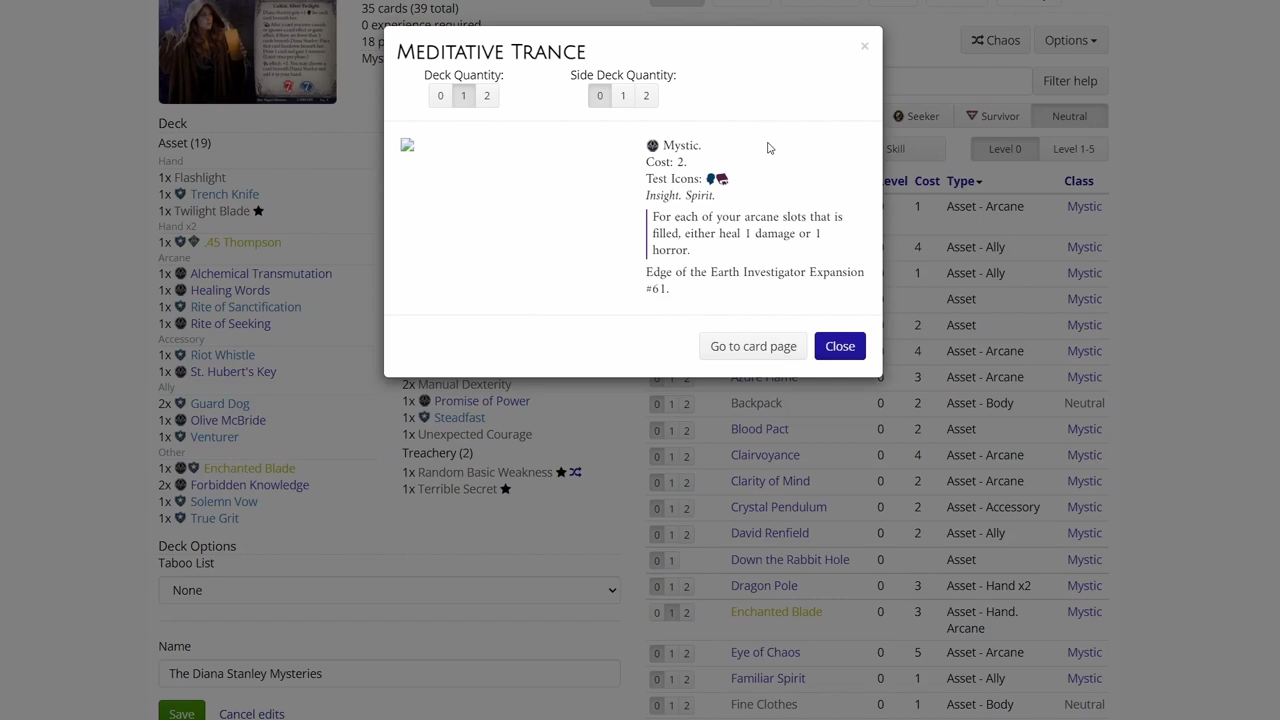 35 cards (39 total)
0 experience required
Chaos
Options
Filter help
Seeker
Survivor
Neutral
Skill
Level 0
Level 1-5
Meditative Trance
×
Deck Quantity:
Side Deck Quantity:
0 1 2
0 1 2
Mystic.
Cost: 2.
Test Icons:
Insight. Spirit.
For each of your arcane slots that is
filled, either heal 1 damage or 1
horror.
Edge of the Earth Investigator Expansion
#61.
Go to card page
Close
Deck
Asset (19)
Hand
1x Flashlight
1x Trench Knife
1x Twilight Blade
Hand x2
1x .45 Thompson
Arcane
1x Alchemical Transmutation
1x Healing Words
1x Rite of Sanctification
1x Rite of Seeking
Accessory
1x Riot Whistle
1x St. Hubert's Key
Ally
2x Guard Dog
1x Olive McBride
1x Venturer
Other
1x Enchanted Blade
2x Forbidden Knowledge
1x Solemn Vow
1x True Grit
2x Manual Dexterity
1x Promise of Power
1x Steadfast
1x Unexpected Courage
Treachery (2)
1x Random Basic Weakness
1x Terrible Secret
Deck Options
Taboo List
None
Name
The Diana Stanley Mysteries
Save
Cancel edits
Cost Type Class
1 Asset - Arcane Mystic
4 Asset - Ally Mystic
1 Asset - Ally Mystic
Asset Mystic
2 Asset Mystic
4 Asset - Arcane Mystic
0 1 2 Azure Flame 0 3 Asset - Arcane Mystic
0 1 2 Backpack 0 2 Asset - Body Neutral
0 1 2 Blood Pact 0 2 Asset Mystic
0 1 2 Clairvoyance 0 4 Asset - Arcane Mystic
0 1 2 Clarity of Mind 0 2 Asset - Arcane Mystic
0 1 2 Crystal Pendulum 0 2 Asset - Accessory Mystic
0 1 2 David Renfield 0 2 Asset - Ally Mystic
0 1 Down the Rabbit Hole 0 Asset Mystic
0 1 2 Dragon Pole 0 3 Asset - Hand x2 Mystic
0 1 2 Enchanted Blade 0 3 Asset - Hand. Mystic
Arcane
0 1 2 Eye of Chaos 0 5 Asset - Arcane Mystic
0 1 2 Familiar Spirit 0 1 Asset - Ally Mystic
0 1 2 Fine Clothes 0 1 Asset - Body Neutral